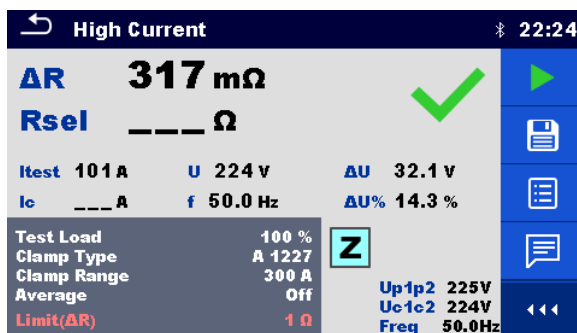 High Current 22:24
ΔR 317 mΩ
Rsel ___ Ω
Itest 101 A U 224 V ΔU 32.1 V
Ic ___ A f 50.0 Hz ΔU% 14.3 %
Test Load 100 %
Clamp Type A 1227
Clamp Range 300 A
Average Off
Limit(ΔR) 1 Ω
Z
Up1p2 225V
Uc1c2 224V
Freq 50.0Hz